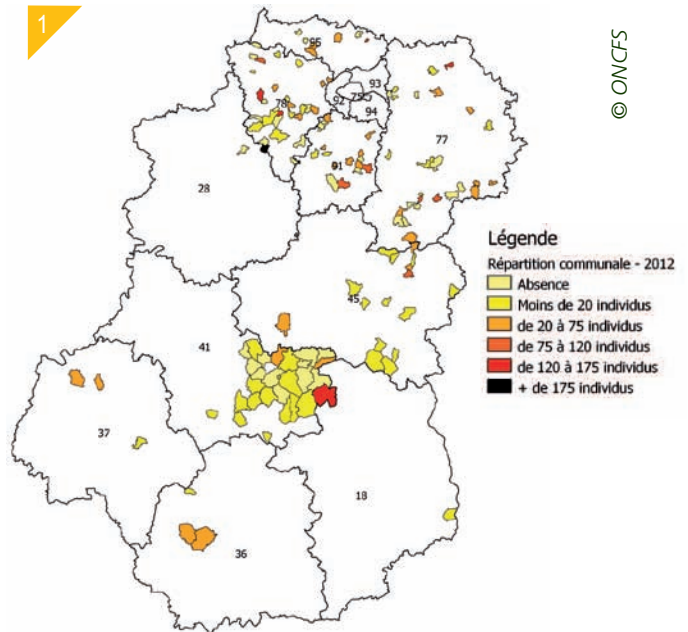 1
© ONCFS
95
93
78
92
75
94
77
91
28
45
41
37
18
36
Légende
Répartition communale - 2012
Absence
Moins de 20 individus
de 20 à 75 individus
de 75 à 120 individus
de 120 à 175 individus
+ de 175 individus